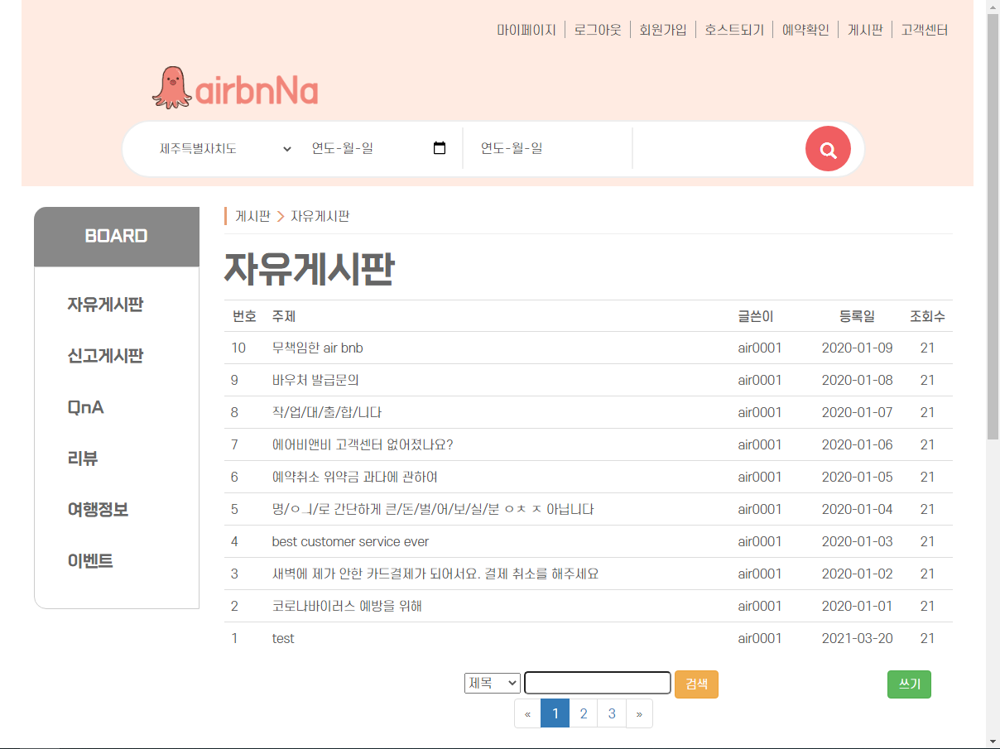 마이페이지 로그아웃 회원가입 호스트되기 예약확인 게시판 고객센터
airbnNa
제주특별자치도 연도-월-일 연도-월-일
BOARD
자유게시판
신고게시판
QnA
리뷰
여행정보
이벤트
게시판 > 자유게시판
자유게시판
번호 주제 글쓴이 등록일 조회수
10 무책임한 air bnb air0001 2020-01-09 21
9 바우처 발급문의 air0001 2020-01-08 21
8 작/업/대/출/합/니다 air0001 2020-01-07 21
7 에어비앤비 고객센터 없어졌나요? air0001 2020-01-06 21
6 예약취소 위약금 과다에 관하여 air0001 2020-01-05 21
5 명/ㅇㅢ/로 간단하게 큰/돈/벌/어/보/실/분 ㅇㅊ ㅈ 아닙니다 air0001 2020-01-04 21
4 best customer service ever air0001 2020-01-03 21
3 새벽에 제가 안한 카드결제가 되어서요. 결제 취소를 해주세요 air0001 2020-01-02 21
2 코로나바이러스 예방을 위해 air0001 2020-01-01 21
1 test air0001 2021-03-20 21
제목 검색 쓰기
« 1 2 3 »